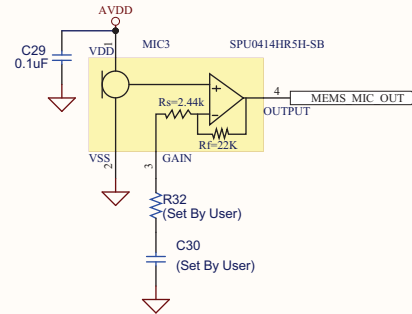 AVDD
C29
0.1uF
VDD
1
MIC3
SPU0414HR5H-SB
Rs=2.44k
+
-
4
MEMS_MIC_OUT
OUTPUT
Rf=22K
VSS
2
3
GAIN
R32
(Set By User)
C30
(Set By User)